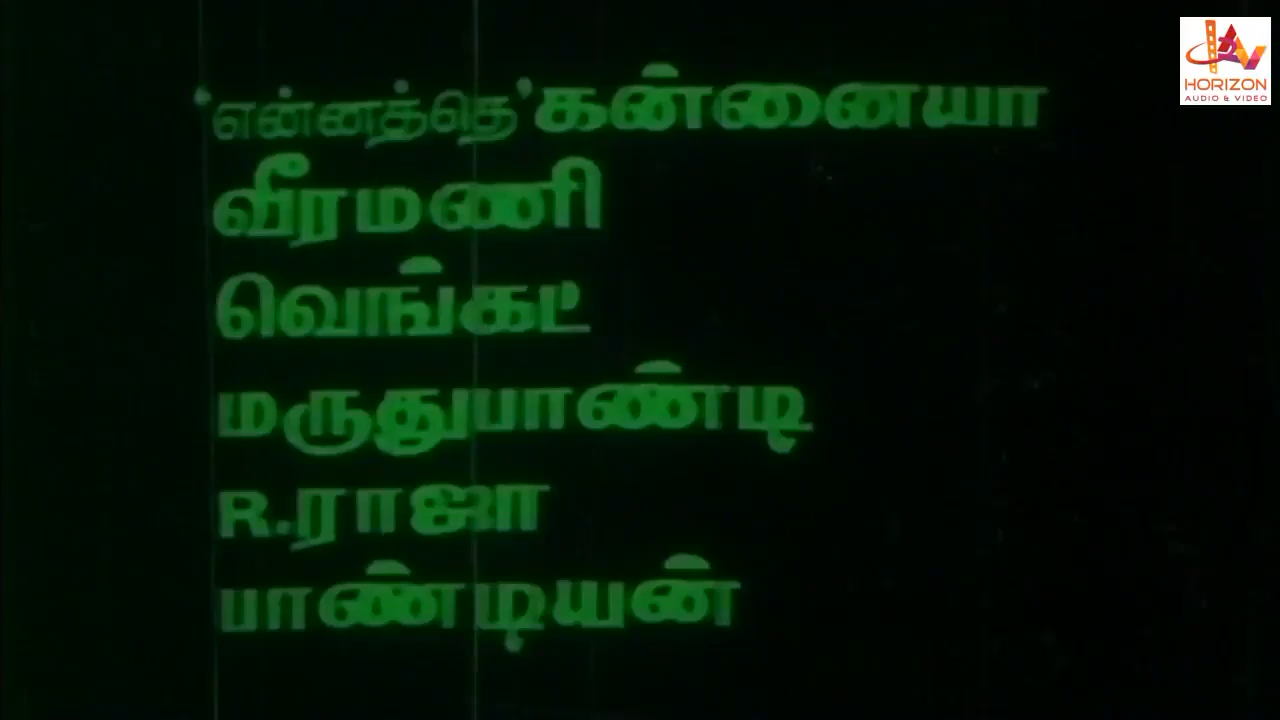 'என்னத்தெ' கன்னையா
வீரமணி
வெங்கட்
மருதுபாண்டி
R.ராஜா
பாண்டியன்
HORIZON
AUDIO & VIDEO